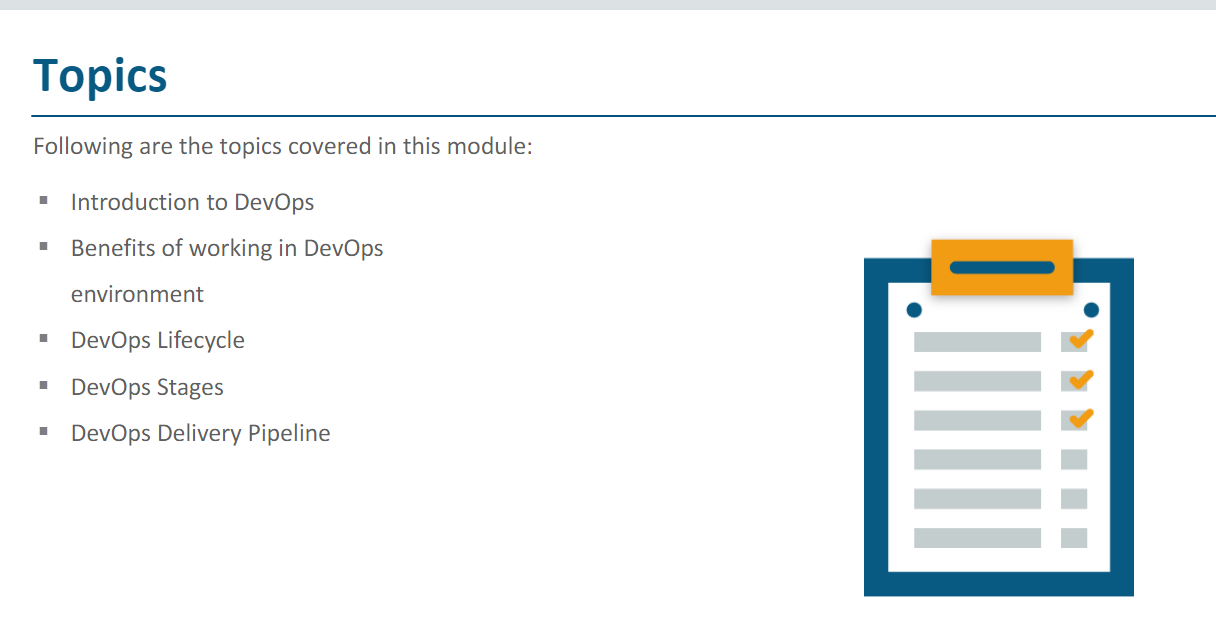 Topics
Following are the topics covered in this module:
▪ Introduction to DevOps
▪ Benefits of working in DevOps
environment
▪ DevOps Lifecycle
▪ DevOps Stages
▪ DevOps Delivery Pipeline